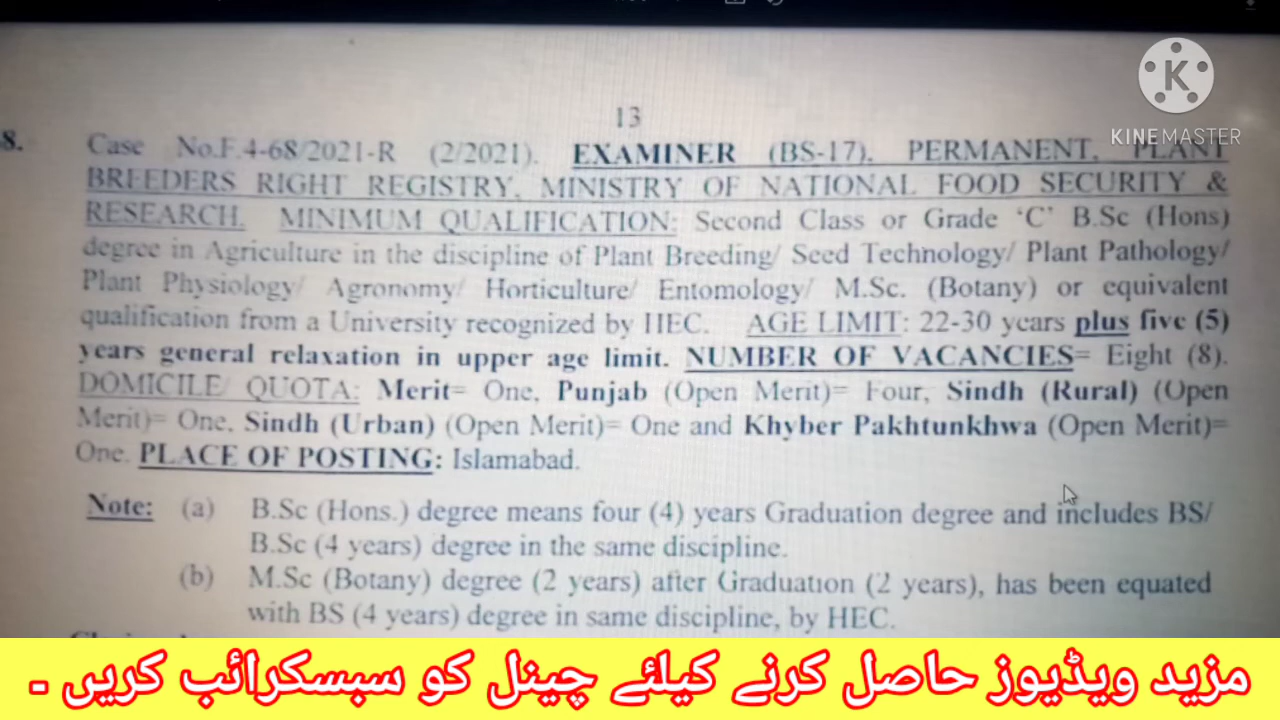 13
8. Case No.F.4-68/2021-R (2/2021). EXAMINER (BS-17), PERMANENT, PLANT
BREEDERS RIGHT REGISTRY, MINISTRY OF NATIONAL FOOD SECURITY &
RESEARCH. MINIMUM QUALIFICATION: Second Class or Grade ‘C’ B.Sc (Hons)
degree in Agriculture in the discipline of Plant Breeding/ Seed Technology/ Plant Pathology/
Plant Physiology/ Agronomy/ Horticulture/ Entomology/ M.Sc. (Botany) or equivalent
qualification from a University recognized by HEC. AGE LIMIT: 22-30 years plus five (5)
years general relaxation in upper age limit. NUMBER OF VACANCIES= Eight (8).
DOMICILE/ QUOTA: Merit= One, Punjab (Open Merit)= Four, Sindh (Rural) (Open
Merit)= One, Sindh (Urban) (Open Merit)= One and Khyber Pakhtunkhwa (Open Merit)=
One. PLACE OF POSTING: Islamabad.
Note: (a) B.Sc (Hons.) degree means four (4) years Graduation degree and includes BS/
B.Sc (4 years) degree in the same discipline.
(b) M.Sc (Botany) degree (2 years) after Graduation (2 years), has been equated
with BS (4 years) degree in same discipline, by HEC.
K
KINEMASTER
مزید ویڈیوز حاصل کرنے کیلئے چینل کو سبسکرائب کریں ۔